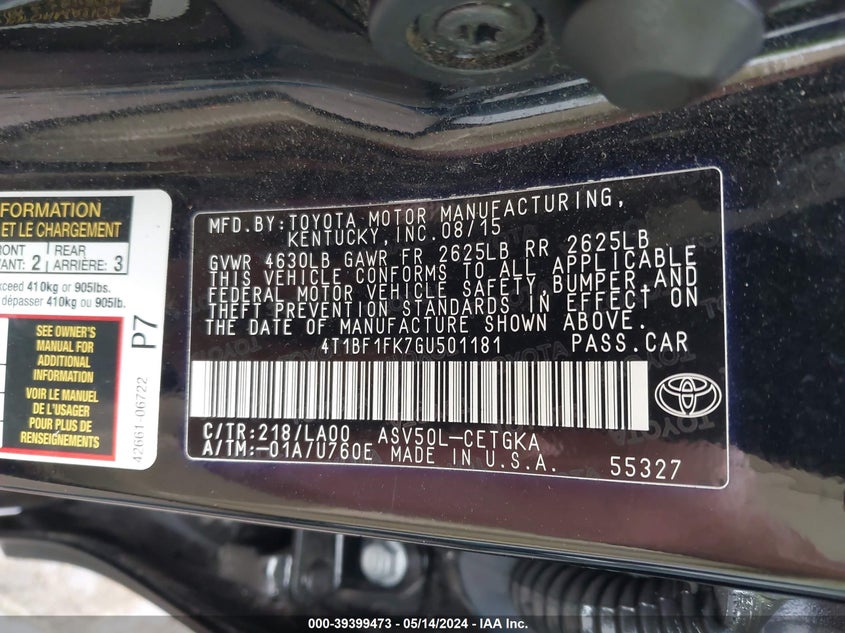 FORMATION
ET LE CHARGEMENT
RONT
VANT: 2
REAR
ARRIÈRE: 3
xceed 410kg or 905lbs.
dépasser 410kg ou 905lb.
SEE OWNER'S
MANUAL FOR
ADDITIONAL
INFORMATION
VOIR LE MANUEL
DE L'USAGER
POUR PLUS DE
RENSEIGNEMENTS
P7
42661-06722
MFD.BY:TOYOTA MOTOR MANUFACTURING,
KENTUCKY,INC.08/15
GVWR 4630LB GAWR FR 2625LB RR 2625LB
THIS VEHICLE CONFORMS TO ALL APPLICABLE
FEDERAL MOTOR VEHICLE SAFETY,BUMPER,AND
THEFT PREVENTION STANDARDS IN EFFECT ON
THE DATE OF MANUFACTURE SHOWN ABOVE.
4T1BF1FK7GU501181 PASS.CAR
C/TR:218/LA00 ASV50L-CETGKA
A/TM:-01A/U760E MADE IN U.S.A. 55327
000-39399473 — 05/14/2024 — IAA Inc.